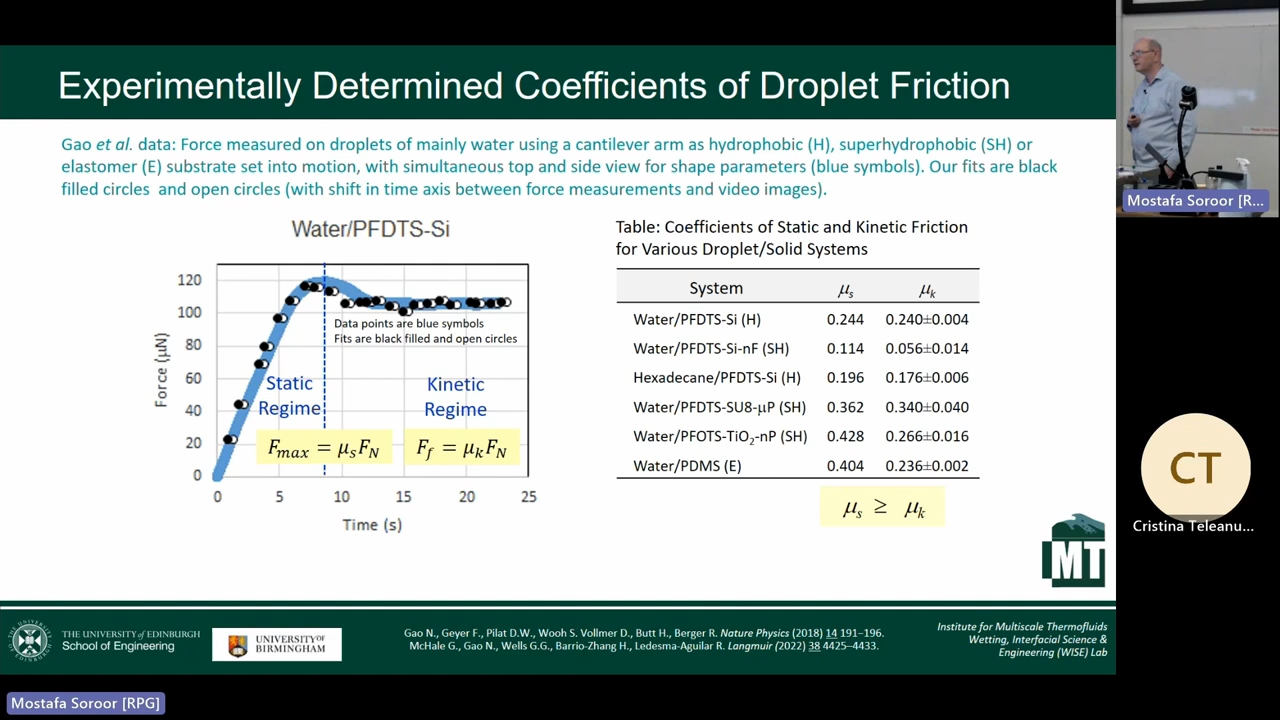 Experimentally Determined Coefficients of Droplet Friction
Gao et al. data: Force measured on droplets of mainly water using a cantilever arm as hydrophobic (H), superhydrophobic (SH) or
elastomer (E) substrate set into motion, with simultaneous top and side view for shape parameters (blue symbols). Our fits are black
filled circles and open circles (with shift in time axis between force measurements and video images).
Water/PFDTS-Si
120
100
80
60
40
20
0
Force (µN)
Data points are blue symbols
Fits are black filled and open circles
Static
Regime
Kinetic
Regime
Fmax = μsFN
Ff = μkFN
0 5 10 15 20 25
Time (s)
Table: Coefficients of Static and Kinetic Friction
for Various Droplet/Solid Systems
System μs μk
Water/PFDTS-Si (H) 0.244 0.240±0.004
Water/PFDTS-Si-nF (SH) 0.114 0.056±0.014
Hexadecane/PFDTS-Si (H) 0.196 0.176±0.006
Water/PFDTS-SU8-µP (SH) 0.362 0.340±0.040
Water/PFOTS-TiO2-nP (SH) 0.428 0.266±0.016
Water/PDMS (E) 0.404 0.236±0.002
μs ≥ μk
MT
THE UNIVERSITY of EDINBURGH
School of Engineering
UNIVERSITY OF
BIRMINGHAM
Gao N., Geyer F., Pilat D.W., Wooh S. Vollmer D., Butt H., Berger R. Nature Physics (2018) 14 191–196.
McHale G., Gao N., Wells G.G., Barrio-Zhang H., Ledesma-Aguilar R. Langmuir (2022) 38 4425–4433.
Institute for Multiscale Thermofluids
Wetting, Interfacial Science &
Engineering (WISE) Lab
Mostafa Soroor [R...
CT
Cristina Teleanu...
Mostafa Soroor [RPG]